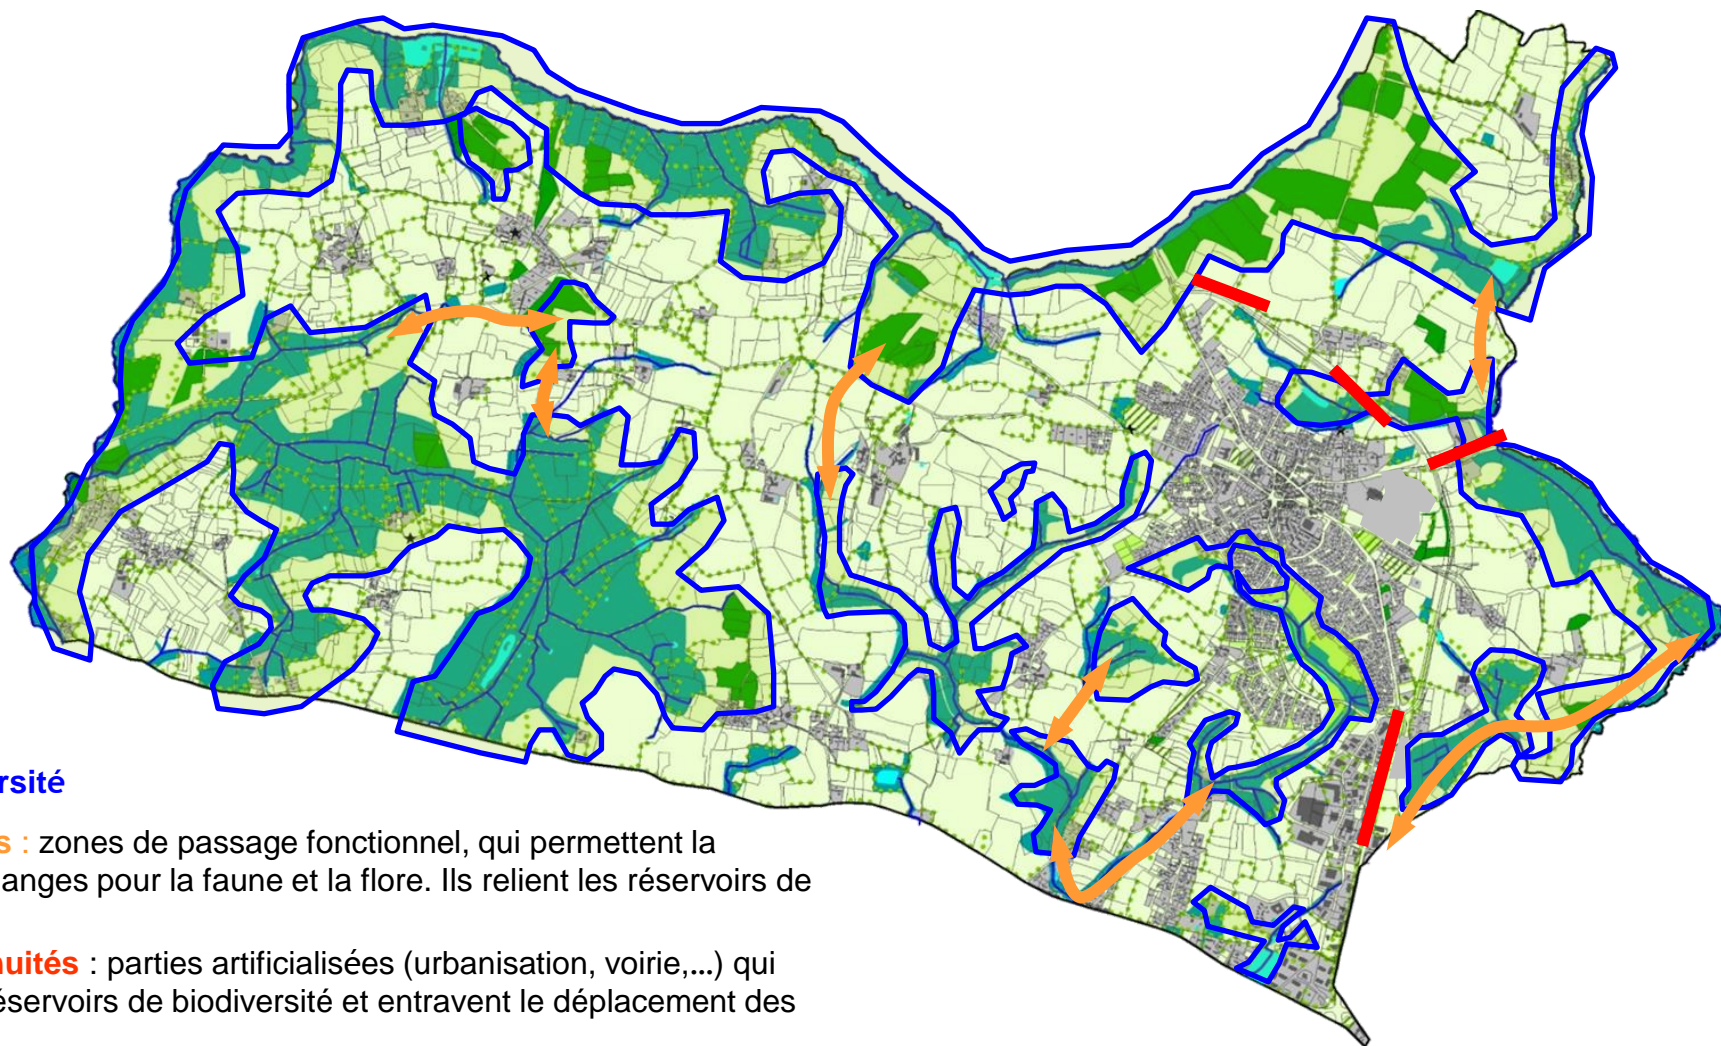 rsité
s : zones de passage fonctionnel, qui permettent la
anges pour la faune et la flore. Ils relient les réservoirs de
nuités : parties artificialisées (urbanisation, voirie,...) qui
éservoirs de biodiversité et entravent le déplacement des